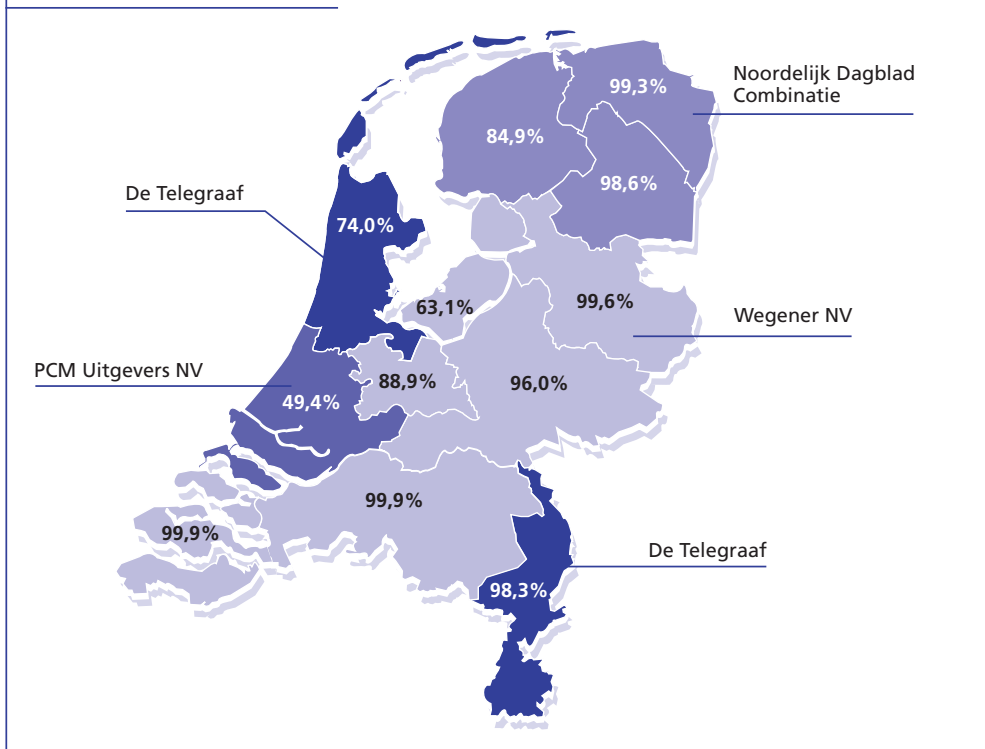 Noordelijk Dagblad
Combinatie
99,3%
84,9%
98,6%
De Telegraaf
74,0%
63,1%
99,6%
Wegener NV
PCM Uitgevers NV
88,9%
96,0%
49,4%
99,9%
99,9%
De Telegraaf
98,3%